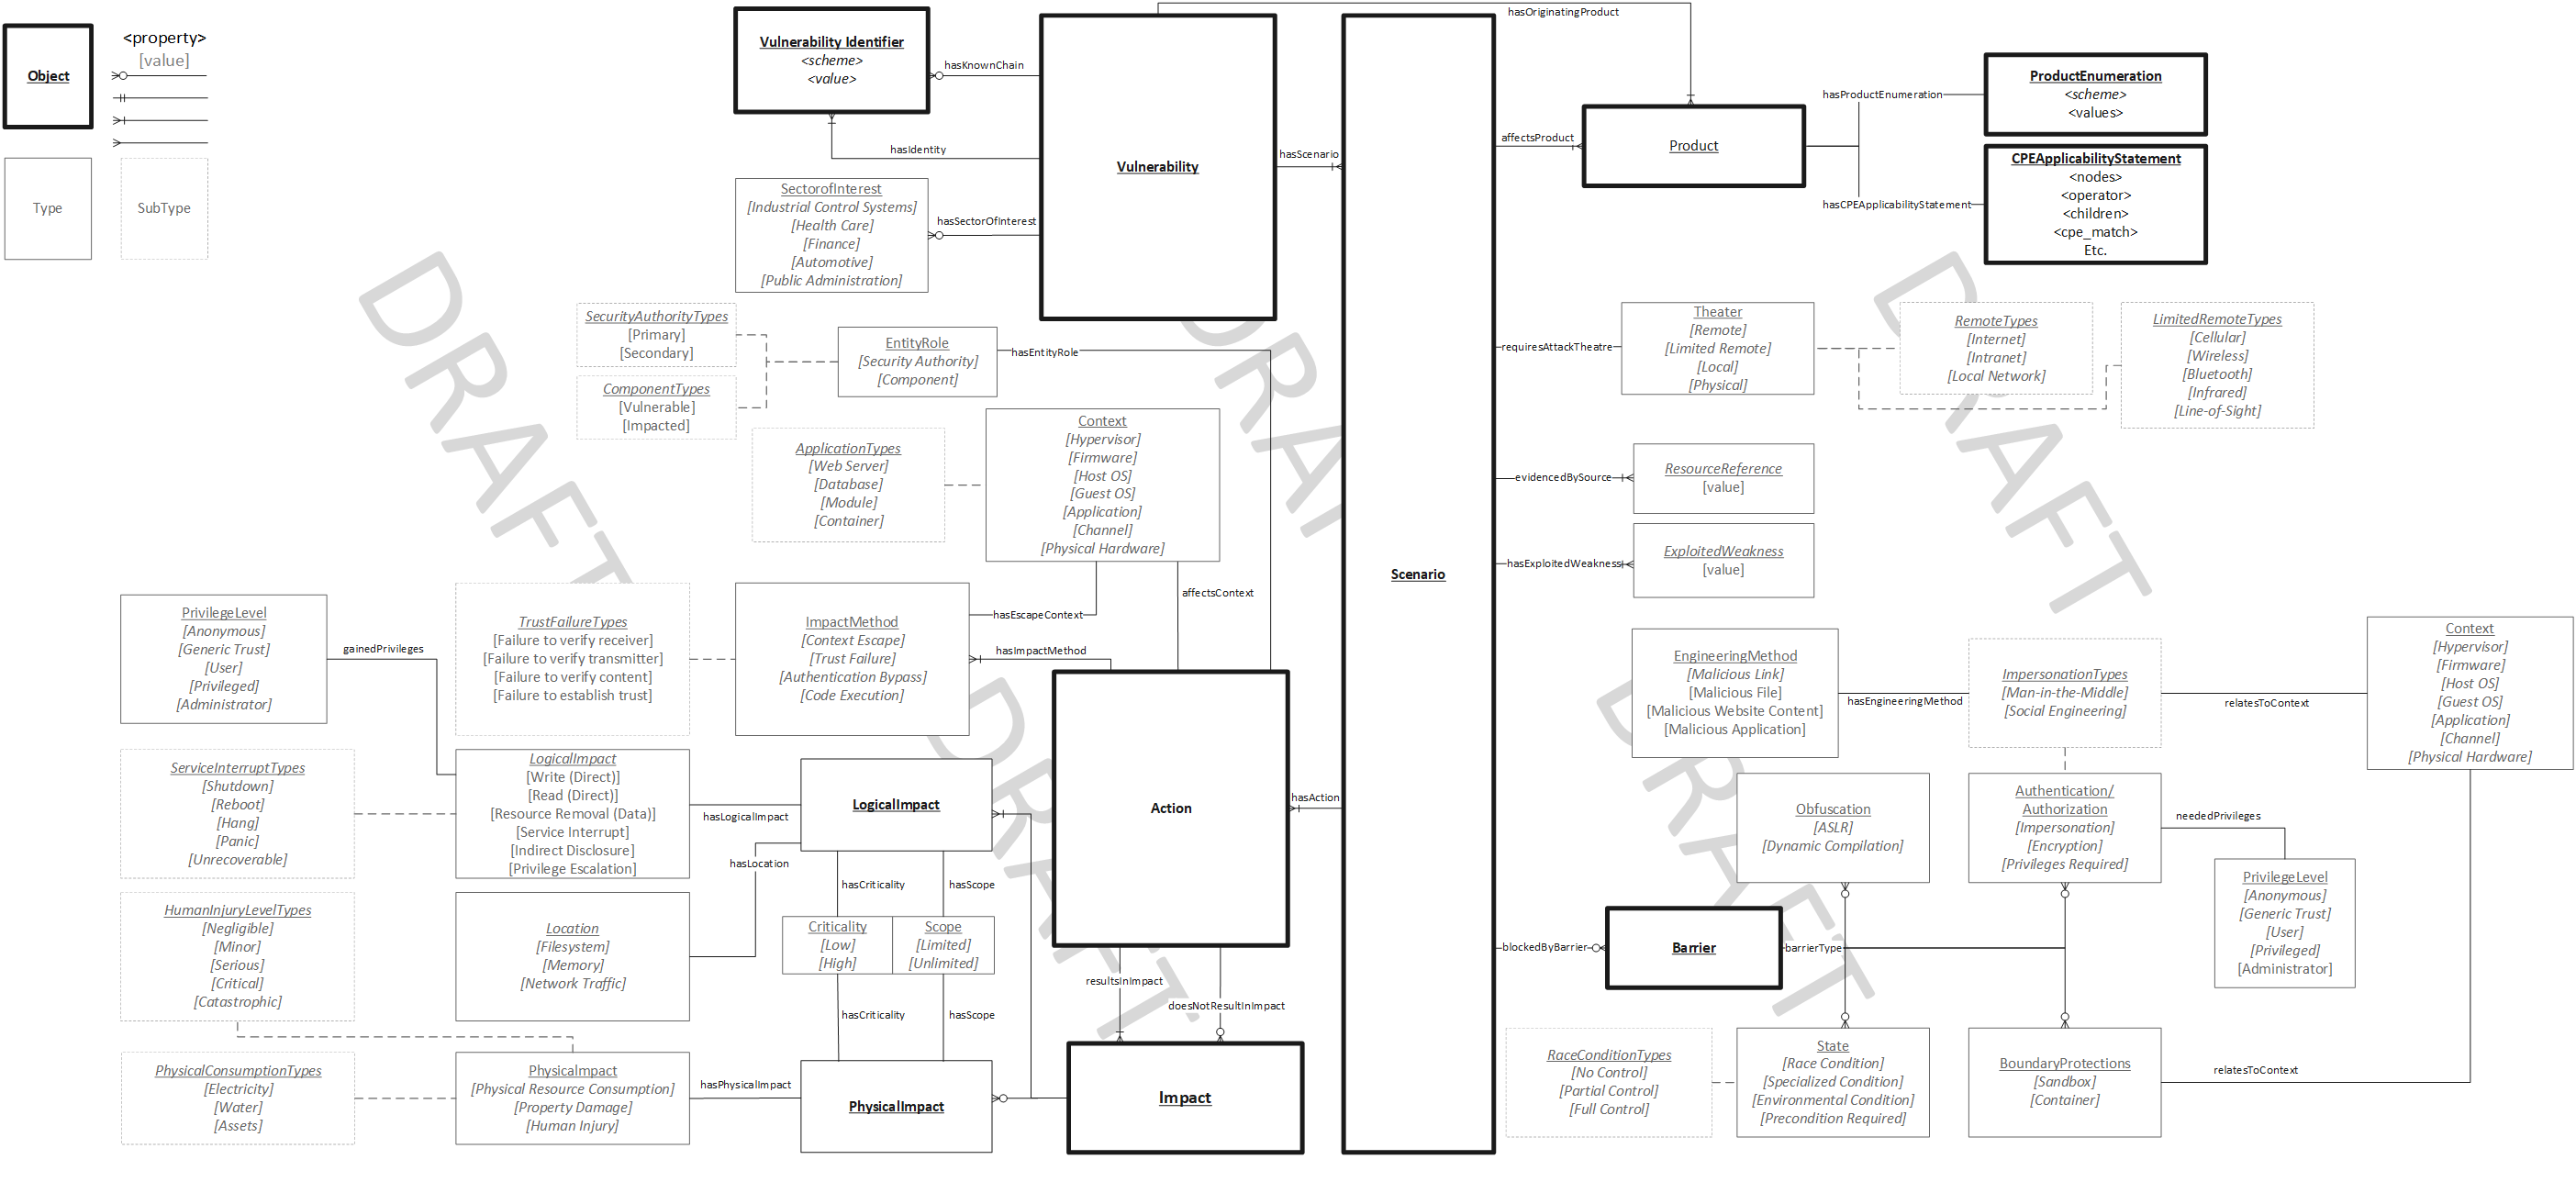 Object
<property>
[value]
Type
SubType
Vulnerability Identifier
<scheme>
<value>
hasKnownChain
hasIdentity
SectorofInterest
[Industrial Control Systems]
[Health Care]
[Finance]
[Automotive]
[Public Administration]
hasSectorOfInterest
Vulnerability
hasScenario
hasOriginatingProduct
affectsProduct
Product
hasProductEnumeration
ProductEnumeration
<scheme>
<values>
hasCPEApplicabilityStatement
CPEApplicabilityStatement
<nodes>
<operator>
<children>
<cpe_match>
Etc.
SecurityAuthorityTypes
[Primary]
[Secondary]
ComponentTypes
[Vulnerable]
[Impacted]
EntityRole
[Security Authority]
[Component]
hasEntityRole
requiresAttackTheatre
Theater
[Remote]
[Limited Remote]
[Local]
[Physical]
RemoteTypes
[Internet]
[Intranet]
[Local Network]
LimitedRemoteTypes
[Cellular]
[Wireless]
[Bluetooth]
[Infrared]
[Line-of-Sight]
ApplicationTypes
[Web Server]
[Database]
[Module]
[Container]
Context
[Hypervisor]
[Firmware]
[Host OS]
[Guest OS]
[Application]
[Channel]
[Physical Hardware]
evidencedBySource
ResourceReference
[value]
hasExploitedWeakness
ExploitedWeakness
[value]
Scenario
affectsContext
hasEscapeContext
hasImpactMethod
PrivilegeLevel
[Anonymous]
[Generic Trust]
[User]
[Privileged]
[Administrator]
gainedPrivileges
TrustFailureTypes
[Failure to verify receiver]
[Failure to verify transmitter]
[Failure to verify content]
[Failure to establish trust]
ImpactMethod
[Context Escape]
[Trust Failure]
[Authentication Bypass]
[Code Execution]
EngineeringMethod
[Malicious Link]
[Malicious File]
[Malicious Website Content]
[Malicious Application]
hasEngineeringMethod
ImpersonationTypes
[Man-in-the-Middle]
[Social Engineering]
relatesToContext
Context
[Hypervisor]
[Firmware]
[Host OS]
[Guest OS]
[Application]
[Channel]
[Physical Hardware]
ServiceInterruptTypes
[Shutdown]
[Reboot]
[Hang]
[Panic]
[Unrecoverable]
LogicalImpact
[Write (Direct)]
[Read (Direct)]
[Resource Removal (Data)]
[Service Interrupt]
[Indirect Disclosure]
[Privilege Escalation]
hasLogicalImpact
LogicalImpact
hasLocation
Action
hasAction
Obfuscation
[ASLR]
[Dynamic Compilation]
Authentication/
Authorization
[Impersonation]
[Encryption]
[Privileges Required]
neededPrivileges
PrivilegeLevel
[Anonymous]
[Generic Trust]
[User]
[Privileged]
[Administrator]
HumanInjuryLevelTypes
[Negligible]
[Minor]
[Serious]
[Critical]
[Catastrophic]
Location
[Filesystem]
[Memory]
[Network Traffic]
hasCriticality
hasScope
Criticality
[Low]
[High]
Scope
[Limited]
[Unlimited]
hasCriticality
hasScope
resultsInImpact
doesNotResultInImpact
blockedByBarrier
Barrier
barrierType
PhysicalConsumptionTypes
[Electricity]
[Water]
[Assets]
PhysicalImpact
[Physical Resource Consumption]
[Property Damage]
[Human Injury]
hasPhysicalImpact
PhysicalImpact
Impact
RaceConditionTypes
[No Control]
[Partial Control]
[Full Control]
State
[Race Condition]
[Specialized Condition]
[Environmental Condition]
[Precondition Required]
BoundaryProtections
[Sandbox]
[Container]
relatesToContext
DRAFT
DRAFT
DRAFT
DRAFT
DRAFT